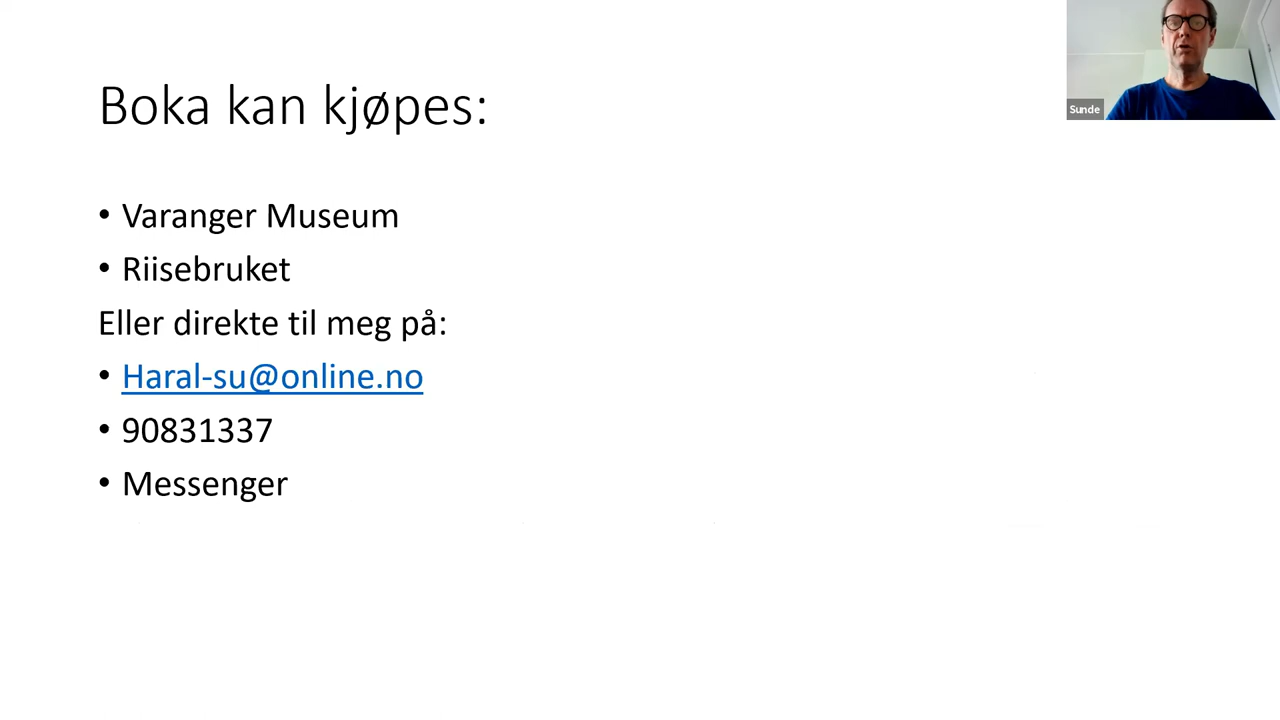 Boka kan kjøpes:
Sunde
• Varanger Museum
• Riisebruket
Eller direkte til meg på:
• Haral-su@online.no
• 90831337
• Messenger